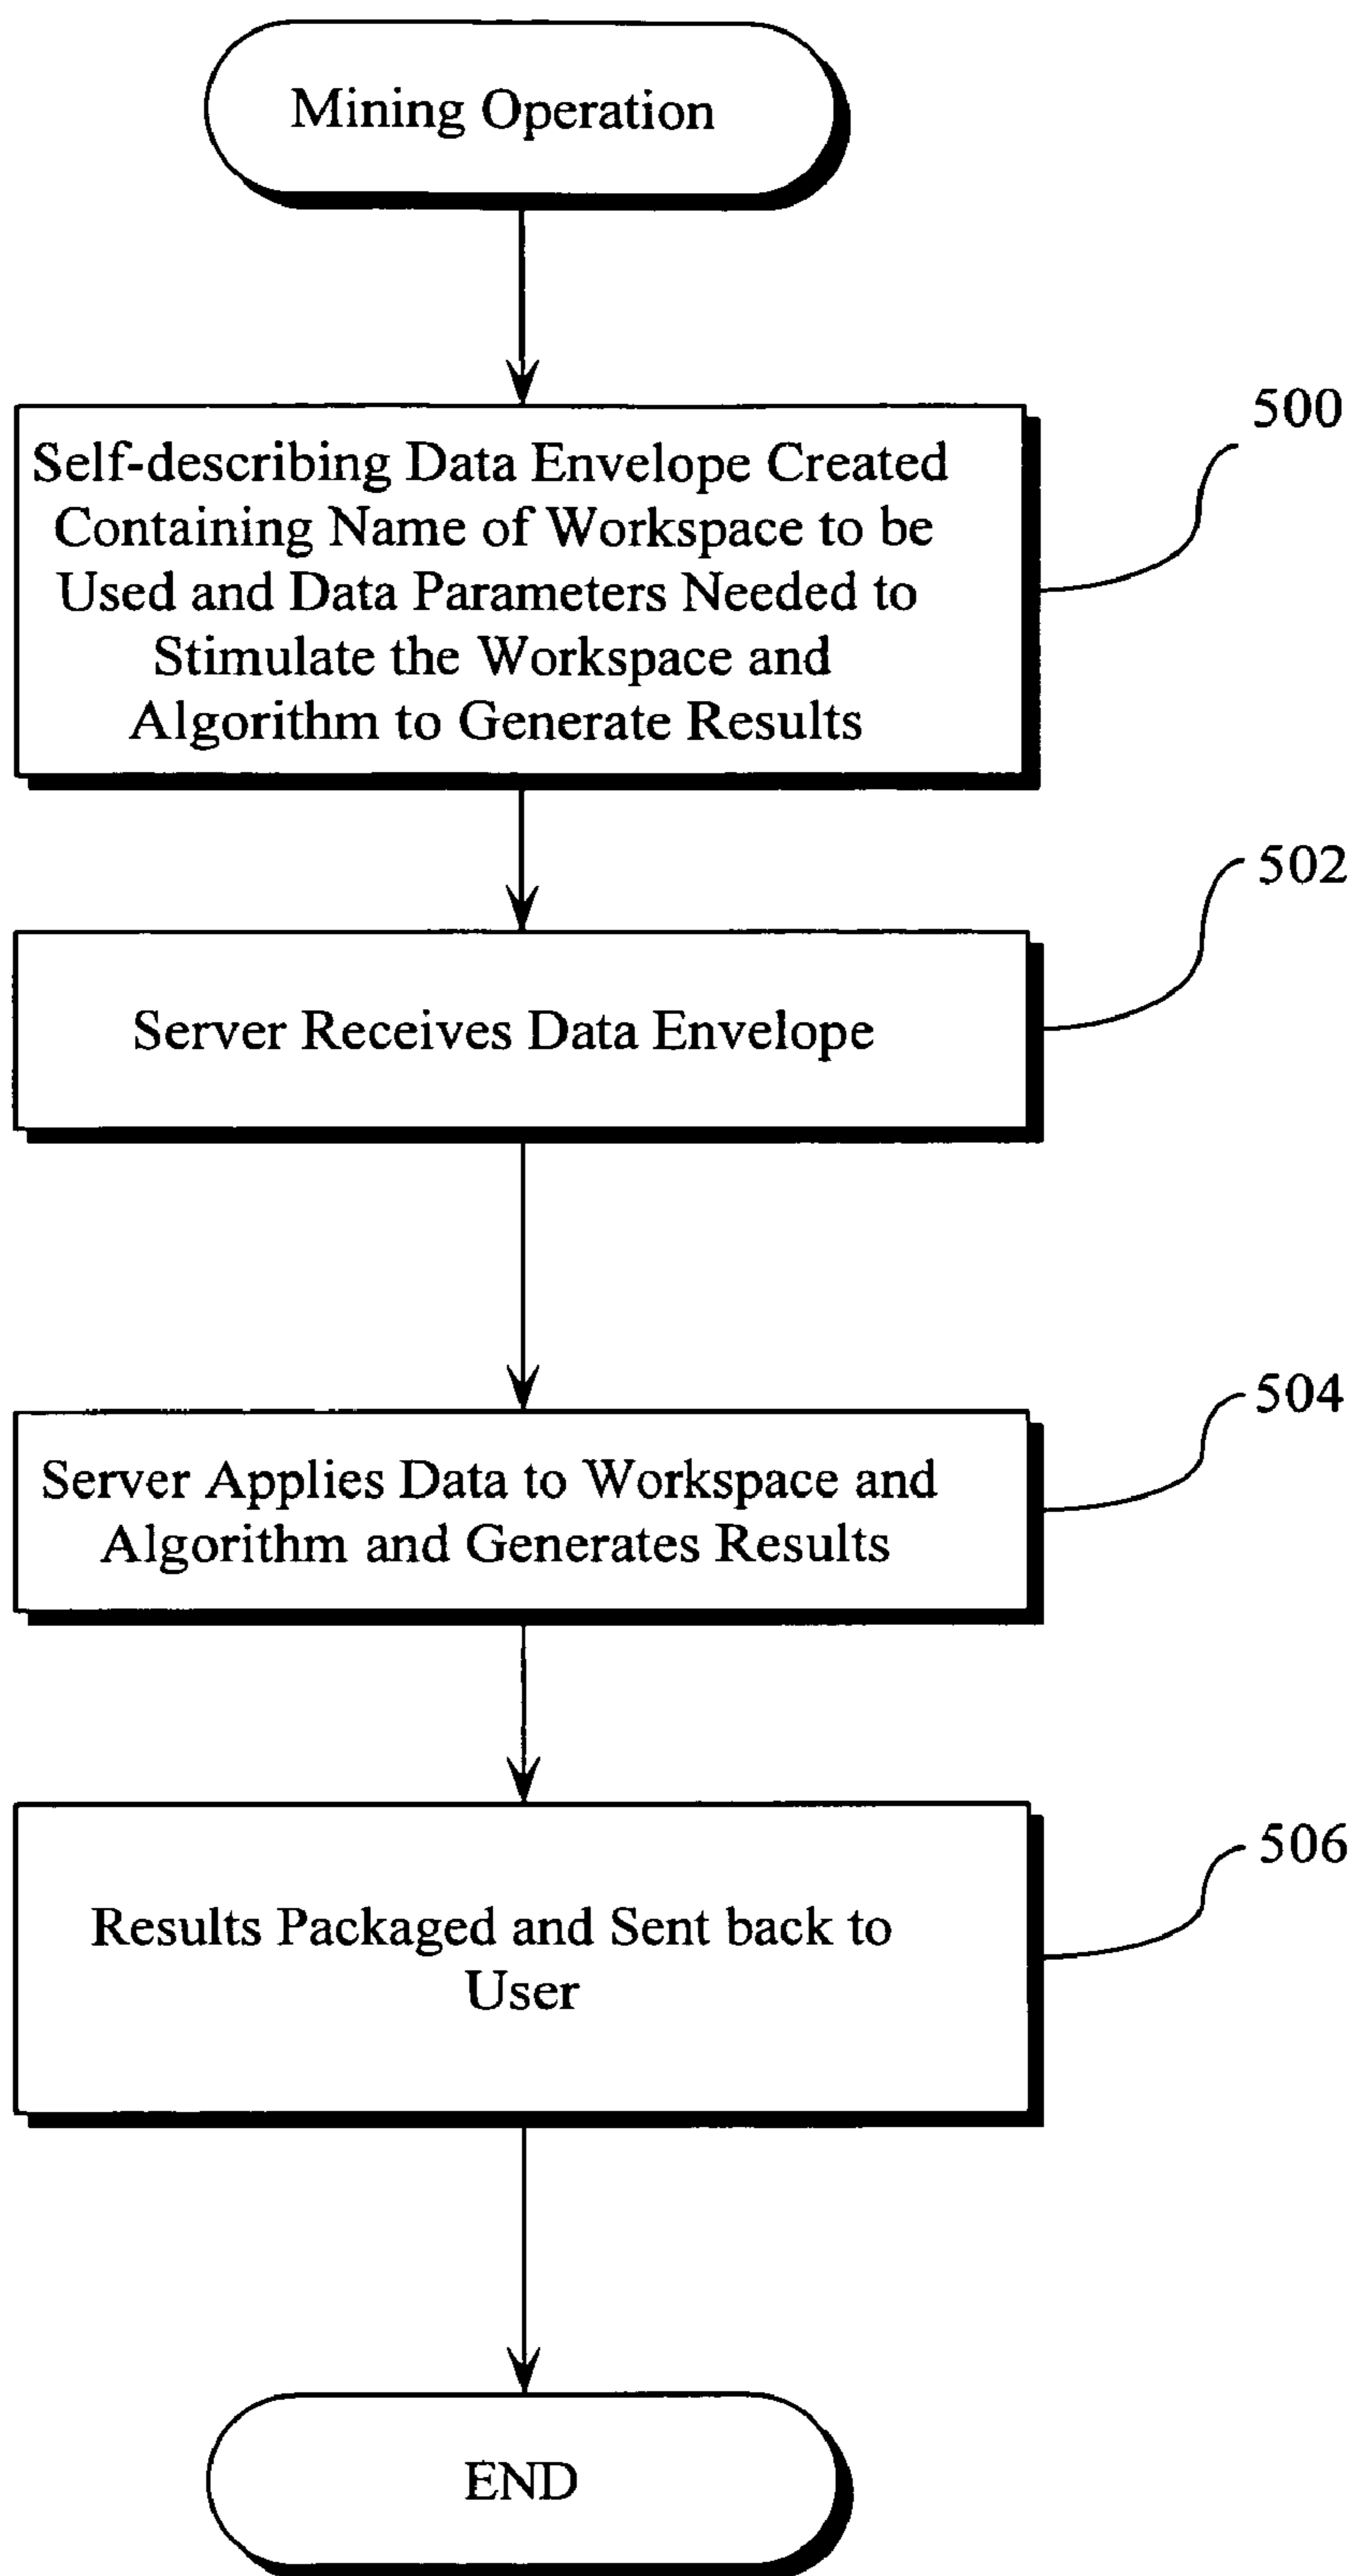 Mining Operation
500
Self-describing Data Envelope Created
Containing Name of Workspace to be
Used and Data Parameters Needed to
Stimulate the Workspace and
Algorithm to Generate Results
502
Server Receives Data Envelope
504
Server Applies Data to Workspace and
Algorithm and Generates Results
506
Results Packaged and Sent back to
User
END